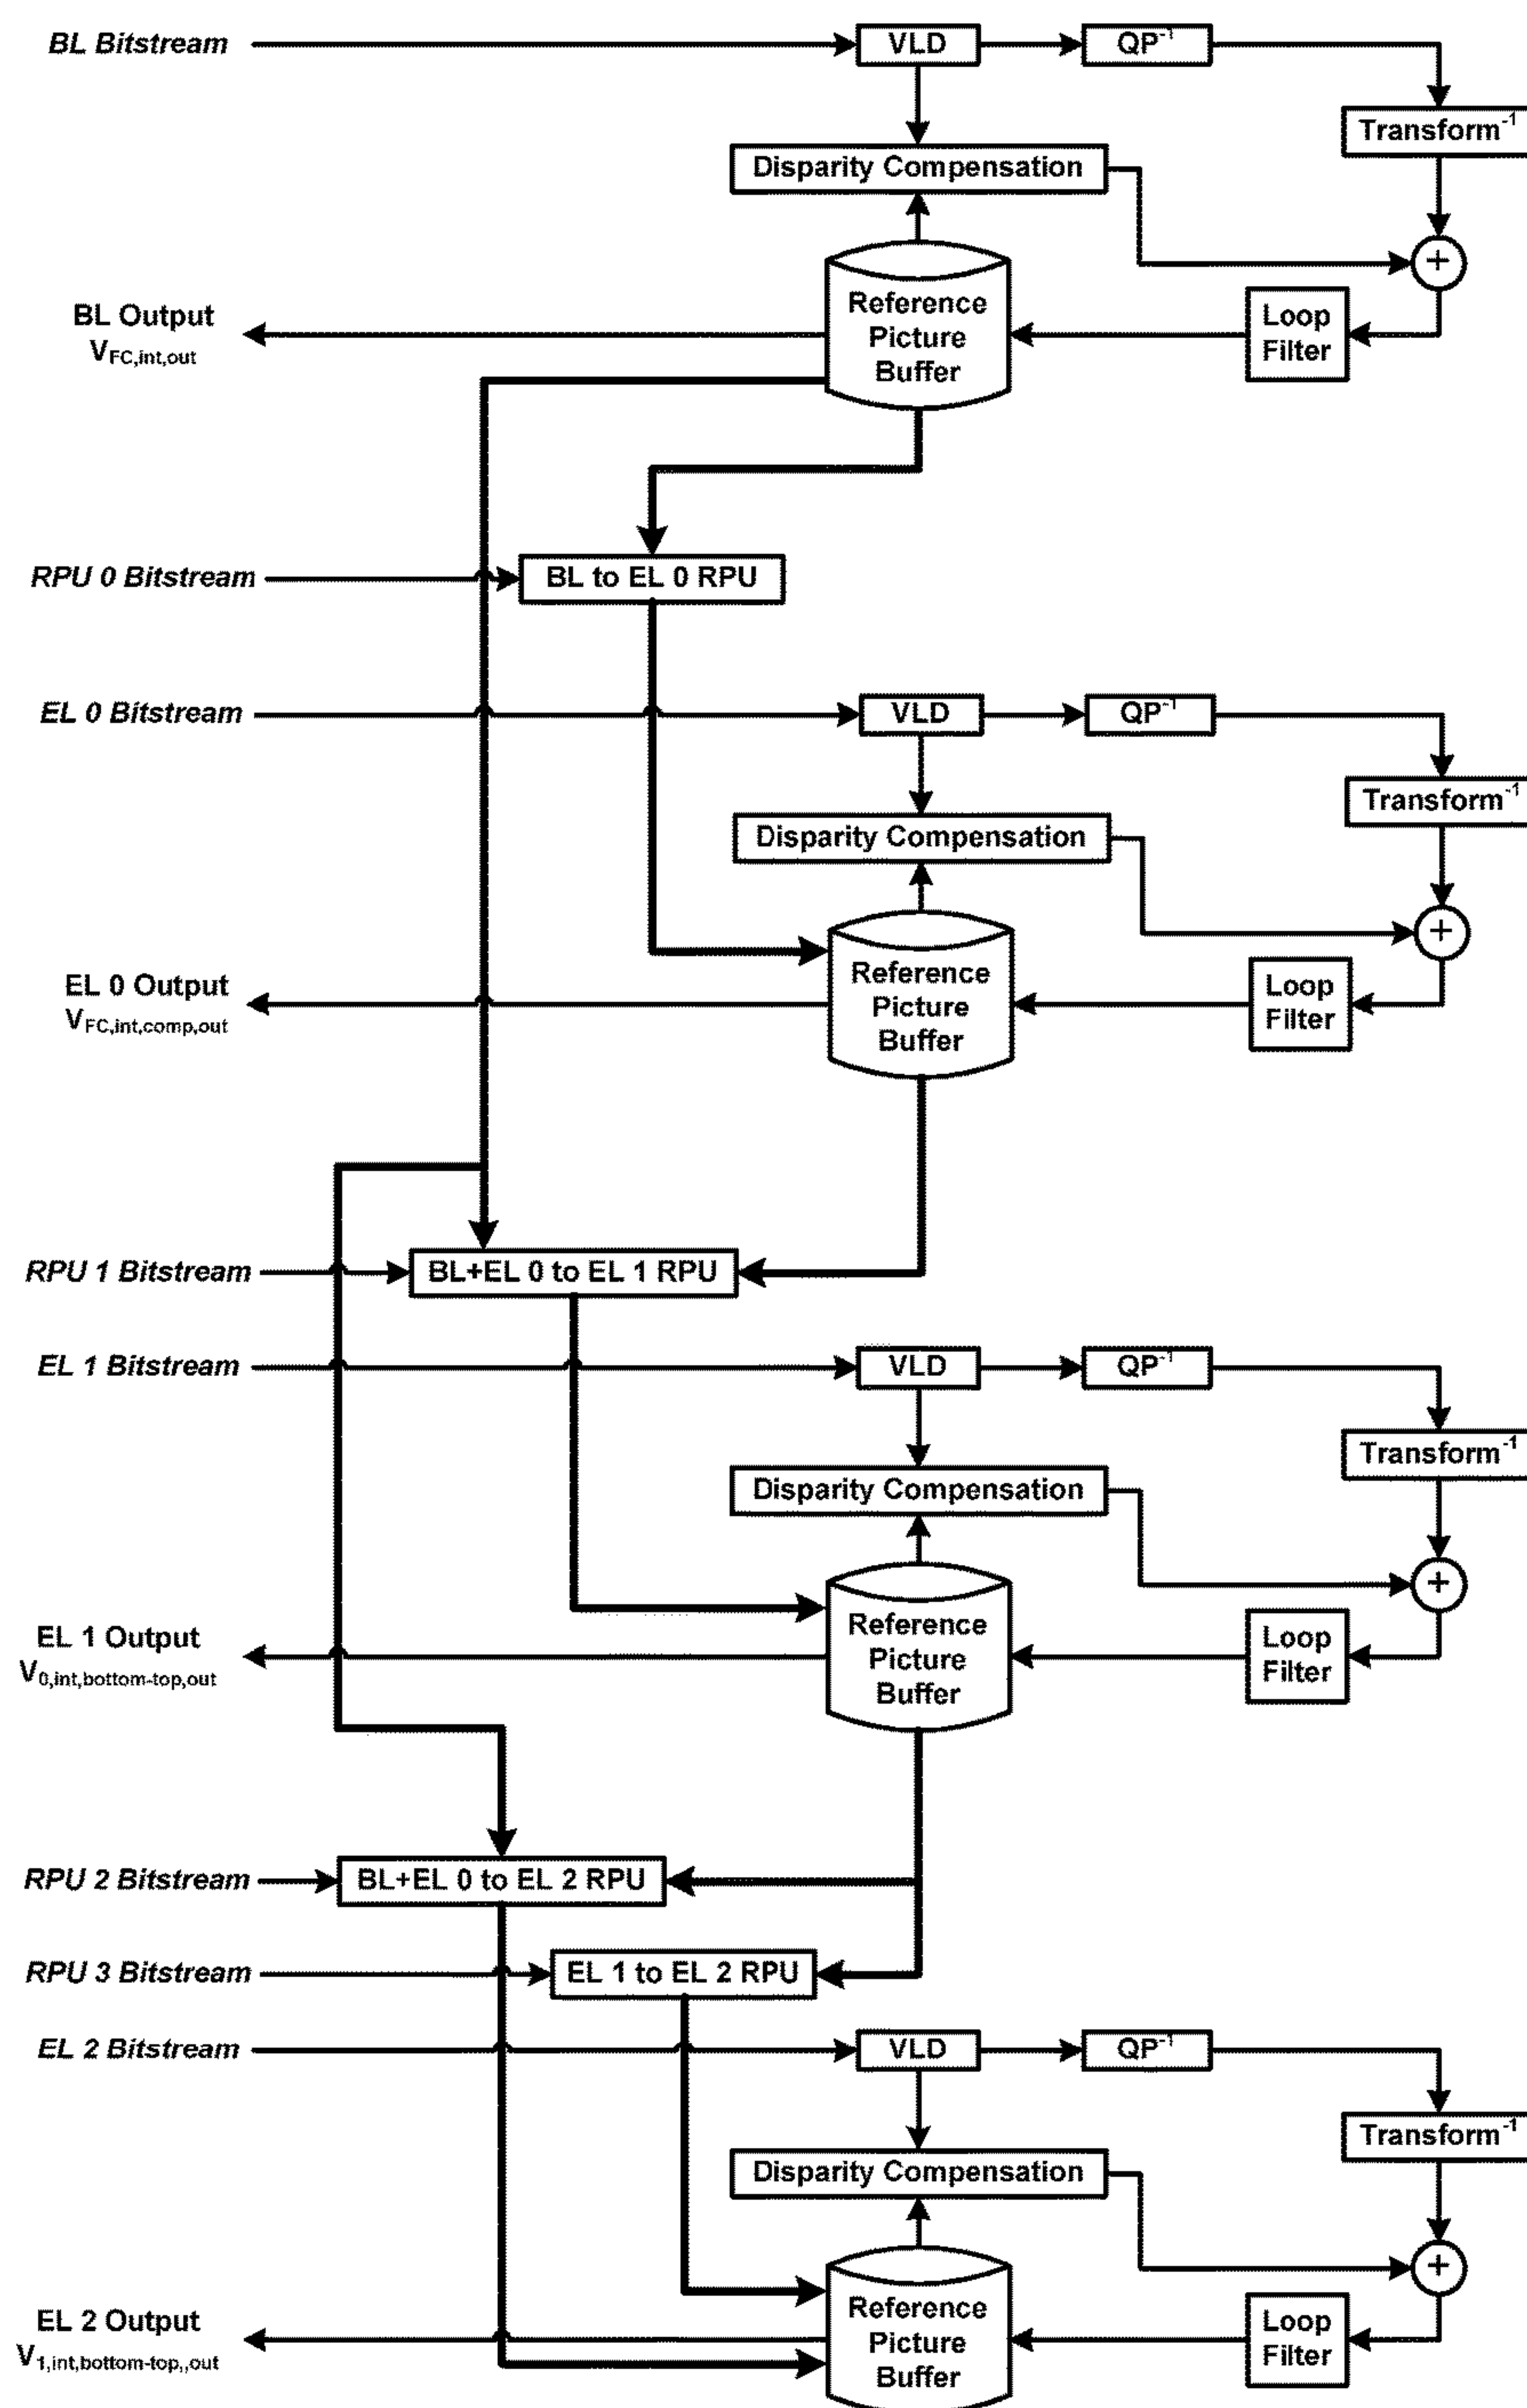 BL Bitstream
VLD
QP⁻¹
Transform⁻¹
Disparity Compensation
+
BL Output
V_FC,int,out
Reference
Picture
Buffer
Loop
Filter
RPU 0 Bitstream
BL to EL 0 RPU
EL 0 Bitstream
VLD
QP⁻¹
Transform⁻¹
Disparity Compensation
+
EL 0 Output
V_FC,int,comp,out
Reference
Picture
Buffer
Loop
Filter
RPU 1 Bitstream
BL+EL 0 to EL 1 RPU
EL 1 Bitstream
VLD
QP⁻¹
Transform⁻¹
Disparity Compensation
+
EL 1 Output
V_0,int,bottom-top,out
Reference
Picture
Buffer
Loop
Filter
RPU 2 Bitstream
BL+EL 0 to EL 2 RPU
RPU 3 Bitstream
EL 1 to EL 2 RPU
EL 2 Bitstream
VLD
QP⁻¹
Transform⁻¹
Disparity Compensation
+
EL 2 Output
V_1,int,bottom-top,,out
Reference
Picture
Buffer
Loop
Filter